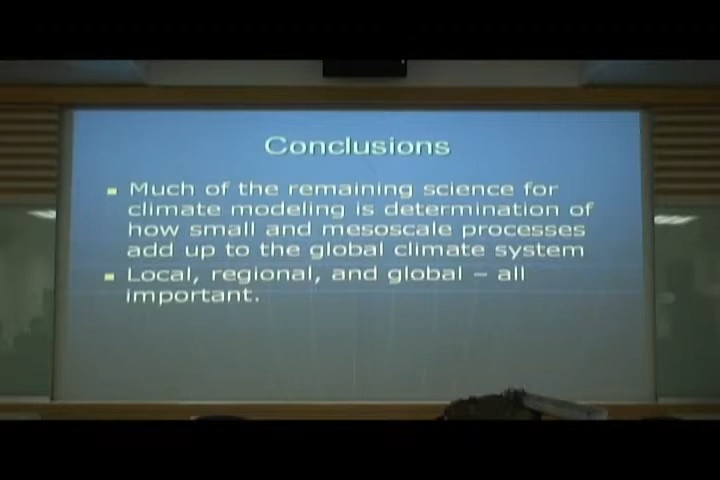 Conclusions
Much of the remaining science for
climate modeling is determination of
how small and mesoscale processes
add up to the global climate system
Local, regional, and global – all
important.